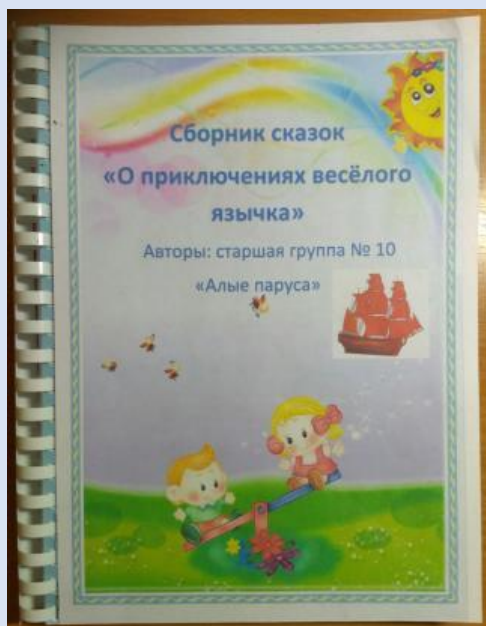 Сборник сказок
«О приключениях весёлого
язычка»
Авторы: старшая группа № 10
«Алые паруса»